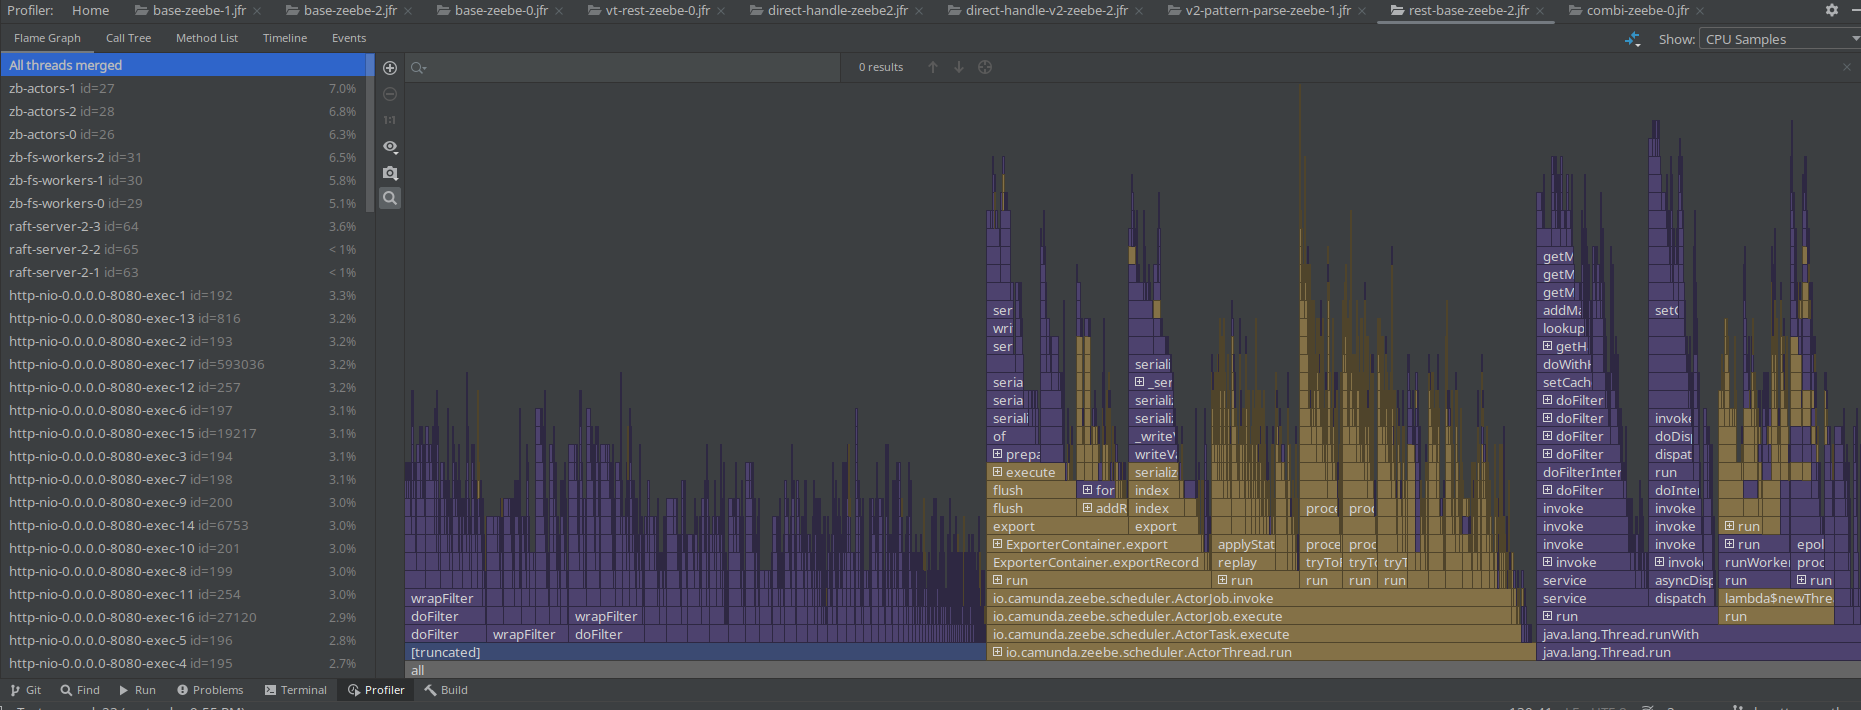 Profiler: Home base-zeebe-1.jfr base-zeebe-2.jfr base-zeebe-0.jfr vt-rest-zeebe-0.jfr direct-handle-zeebe2.jfr direct-handle-v2-zeebe-2.jfr v2-pattern-parse-zeebe-1.jfr rest-base-zeebe-2.jfr combi-zeebe-0.jfr
Flame Graph Call Tree Method List Timeline Events Show: CPU Samples
All threads merged 0 results
zb-actors-1 id=27 7.0%
zb-actors-2 id=28 6.8%
1:1
zb-actors-0 id=26 6.3%
zb-fs-workers-2 id=31 6.5%
zb-fs-workers-1 id=30 5.8%
zb-fs-workers-0 id=29 5.1%
raft-server-2-3 id=64 3.6%
raft-server-2-2 id=65 < 1%
raft-server-2-1 id=63 < 1%
http-nio-0.0.0.0-8080-exec-1 id=192 3.3%
http-nio-0.0.0.0-8080-exec-13 id=816 3.2%
http-nio-0.0.0.0-8080-exec-2 id=193 3.2%
http-nio-0.0.0.0-8080-exec-17 id=593036 3.2%
http-nio-0.0.0.0-8080-exec-12 id=257 3.2%
http-nio-0.0.0.0-8080-exec-6 id=197 3.1%
http-nio-0.0.0.0-8080-exec-15 id=19217 3.1%
http-nio-0.0.0.0-8080-exec-3 id=194 3.1%
http-nio-0.0.0.0-8080-exec-7 id=198 3.1%
http-nio-0.0.0.0-8080-exec-9 id=200 3.0%
http-nio-0.0.0.0-8080-exec-14 id=6753 3.0%
http-nio-0.0.0.0-8080-exec-10 id=201 3.0%
http-nio-0.0.0.0-8080-exec-8 id=199 3.0%
http-nio-0.0.0.0-8080-exec-11 id=254 3.0%
http-nio-0.0.0.0-8080-exec-16 id=27120 2.9%
http-nio-0.0.0.0-8080-exec-5 id=196 2.8%
http-nio-0.0.0.0-8080-exec-4 id=195 2.7%
getM
getM
getM
ser addMa setC
wri lookup
ser getH
seriali doWithH
seria _ser setCach
seria serializ doFilter
seriali serializ doFilter invoke
of _write doFilter doDisp
prepa writeVa doFilter dispat
execute serializ doFilterInter run
flush for index doFilter doInter
flush addR index proce proc invoke invoke
export export invoke invoke run
ExporterContainer.export applyStat proce proc invoke invoke run epol
ExporterContainer.exportRecord replay tryToF tryTo tryT invoke invoke runWorker proc
run run run run run service asyncDisp run run
wrapFilter io.camunda.zeebe.scheduler.ActorJob.invoke service dispatch lambda$newThre
doFilter wrapFilter io.camunda.zeebe.scheduler.ActorJob.execute run run
doFilter wrapFilter doFilter io.camunda.zeebe.scheduler.ActorTask.execute java.lang.Thread.runWith
[truncated] io.camunda.zeebe.scheduler.ActorThread.run java.lang.Thread.run
all
Git Find Run Problems Terminal Profiler Build